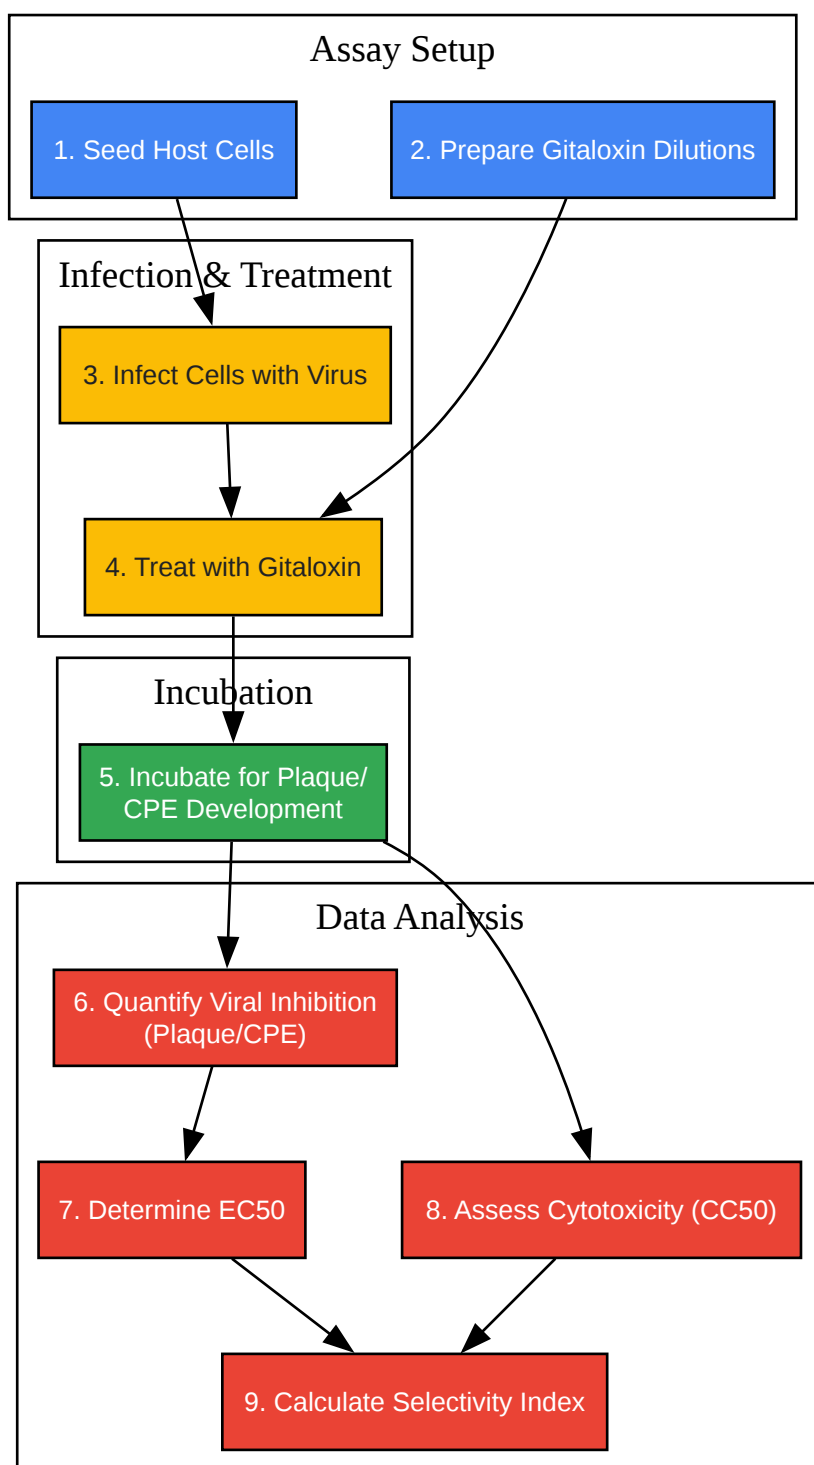 Assay Setup
1. Seed Host Cells
2. Prepare Gitaloxin Dilutions
Infection & Treatment
3. Infect Cells with Virus
4. Treat with Gitaloxin
Incubation
5. Incubate for Plaque/
CPE Development
Data Analysis
6. Quantify Viral Inhibition
(Plaque/CPE)
7. Determine EC50
8. Assess Cytotoxicity (CC50)
9. Calculate Selectivity Index